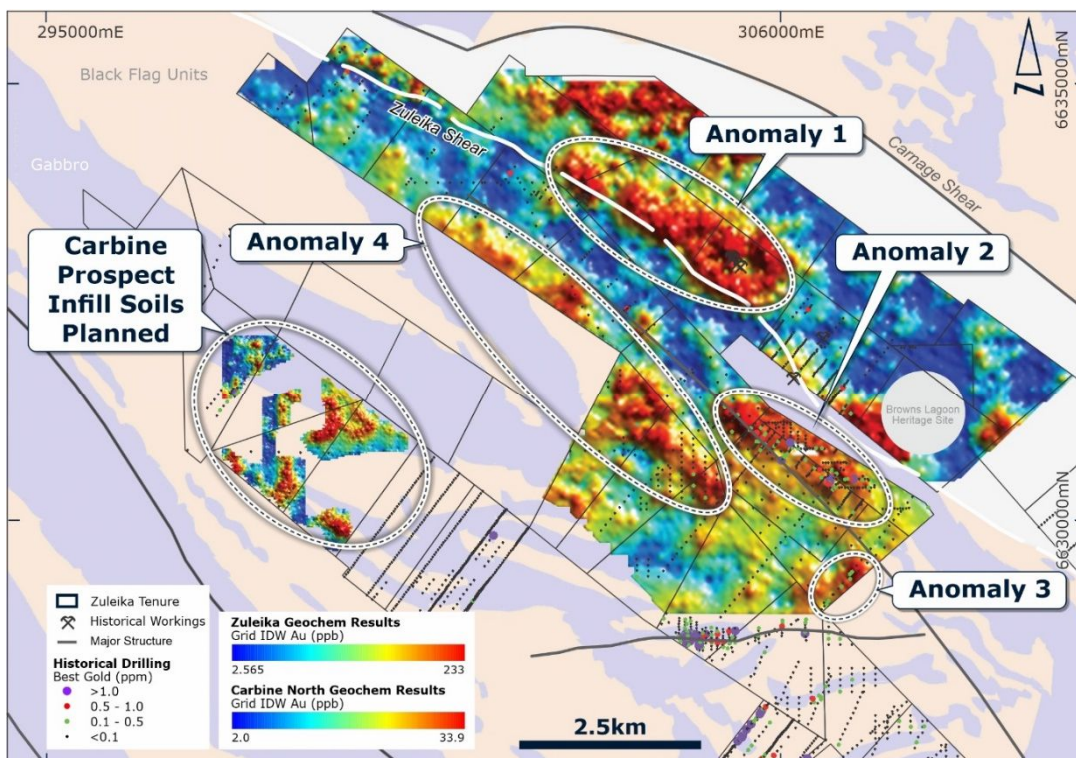 295000mE
306000mE
6635000mN
Black Flag Units
Zuleika Shear
Anomaly 1
Carnage Shear
Gabbro
Carbine
Prospect
Infill Soils
Planned
Anomaly 4
Anomaly 2
Browns Lagoon
Heritage Site
6630000mN
Anomaly 3
Zuleika Tenure
Historical Workings
Major Structure
Historical Drilling
Best Gold (ppm)
>1.0
0.5 - 1.0
0.1 - 0.5
<0.1
Zuleika Geochem Results
Grid IDW Au (ppb)
2.565 233
Carbine North Geochem Results
Grid IDW Au (ppb)
2.0 33.9
2.5km
Z